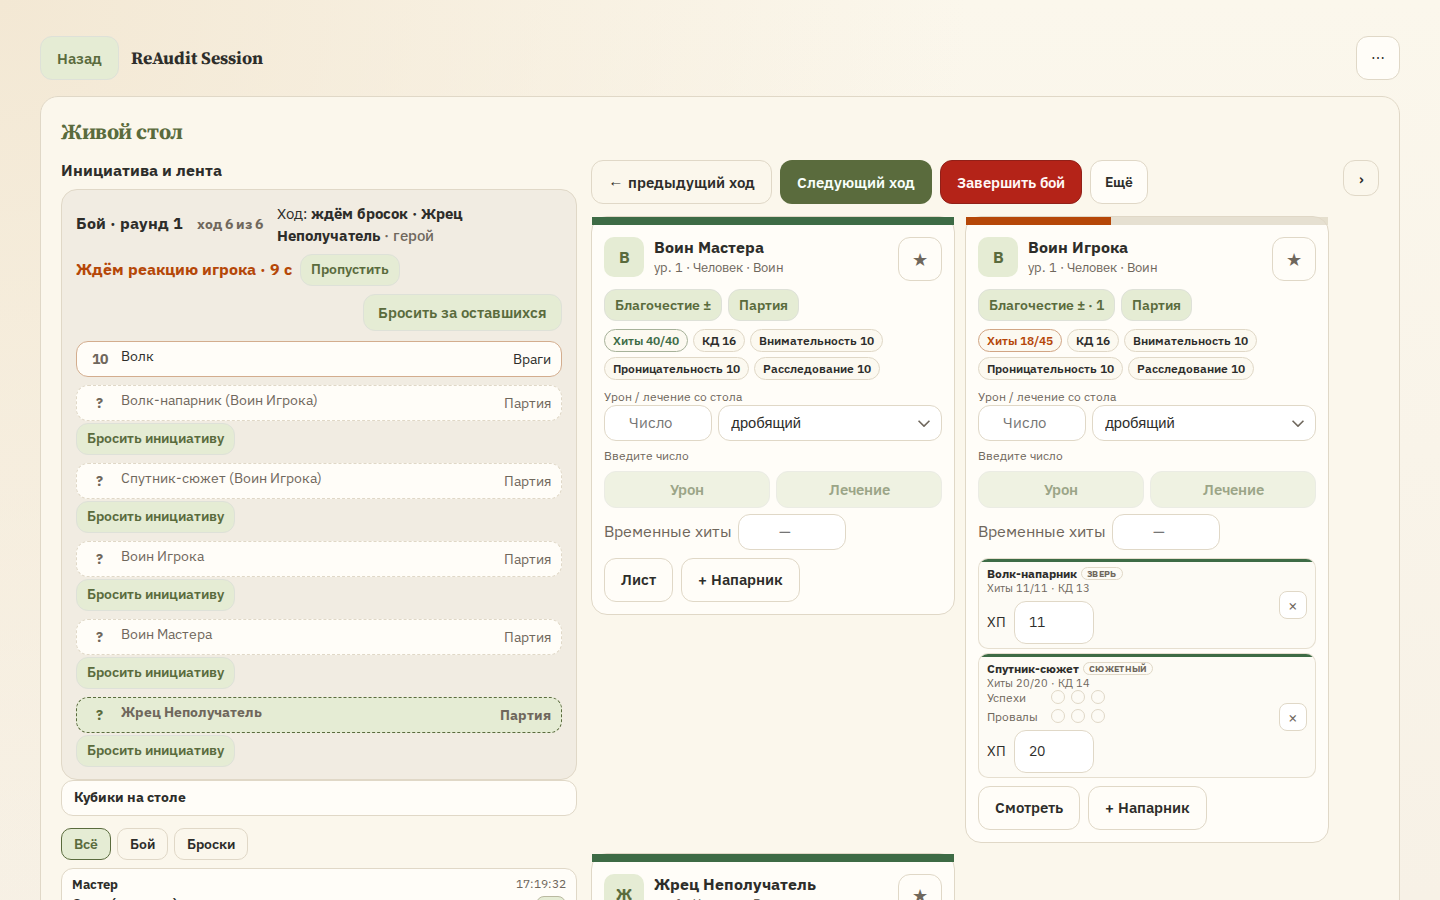 Назад
ReAudit Session
...
Живой стол
Инициатива и лента
Бой · раунд 1
ход 6 из 6
Ход: ждём бросок · Жрец
Неполучатель · герой
Ждём реакцию игрока · 9 с
Пропустить
Бросить за оставшихся
10 Волк Враги
? Волк-напарник (Воин Игрока) Партия
Бросить инициативу
? Спутник-сюжет (Воин Игрока) Партия
Бросить инициативу
? Воин Игрока Партия
Бросить инициативу
? Воин Мастера Партия
Бросить инициативу
? Жрец Неполучатель Партия
Бросить инициативу
Кубики на столе
Всё Бой Броски
Мастер 17:19:32
← предыдущий ход
Следующий ход
Завершить бой
Ещё
›
В
Воин Мастера
ур. 1 · Человек · Воин
★
Благочестие ± Партия
Хиты 40/40 КД 16 Внимательность 10
Проницательность 10 Расследование 10
Урон / лечение со стола
Число дробящий
Введите число
Урон Лечение
Временные хиты —
Лист + Напарник
В
Воин Игрока
ур. 1 · Человек · Воин
★
Благочестие ± · 1 Партия
Хиты 18/45 КД 16 Внимательность 10
Проницательность 10 Расследование 10
Урон / лечение со стола
Число дробящий
Введите число
Урон Лечение
Временные хиты —
Волк-напарник ЗВЕРЬ
Хиты 11/11 · КД 13
ХП 11
×
Спутник-сюжет СЮЖЕТНЫЙ
Хиты 20/20 · КД 14
Успехи
Провалы
ХП 20
×
Смотреть + Напарник
Ж
Жрец Неполучатель
★